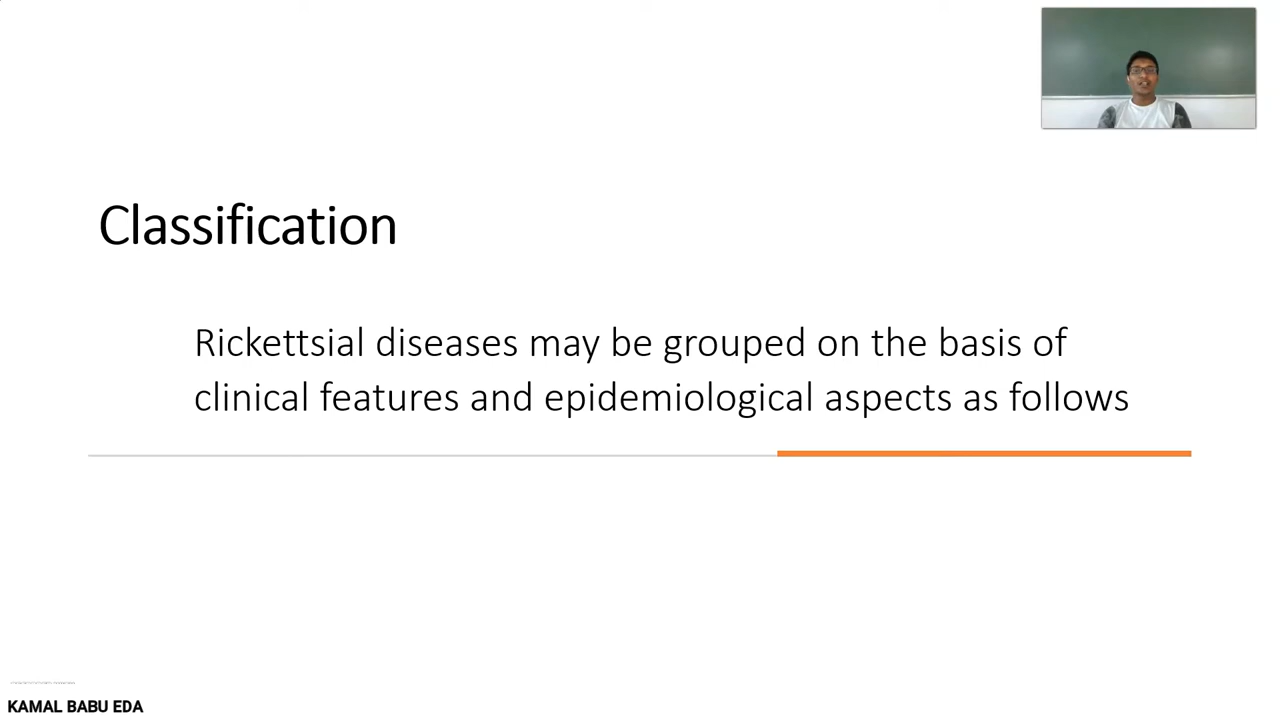 Classification
Rickettsial diseases may be grouped on the basis of
clinical features and epidemiological aspects as follows
KAMAL BABU EDA